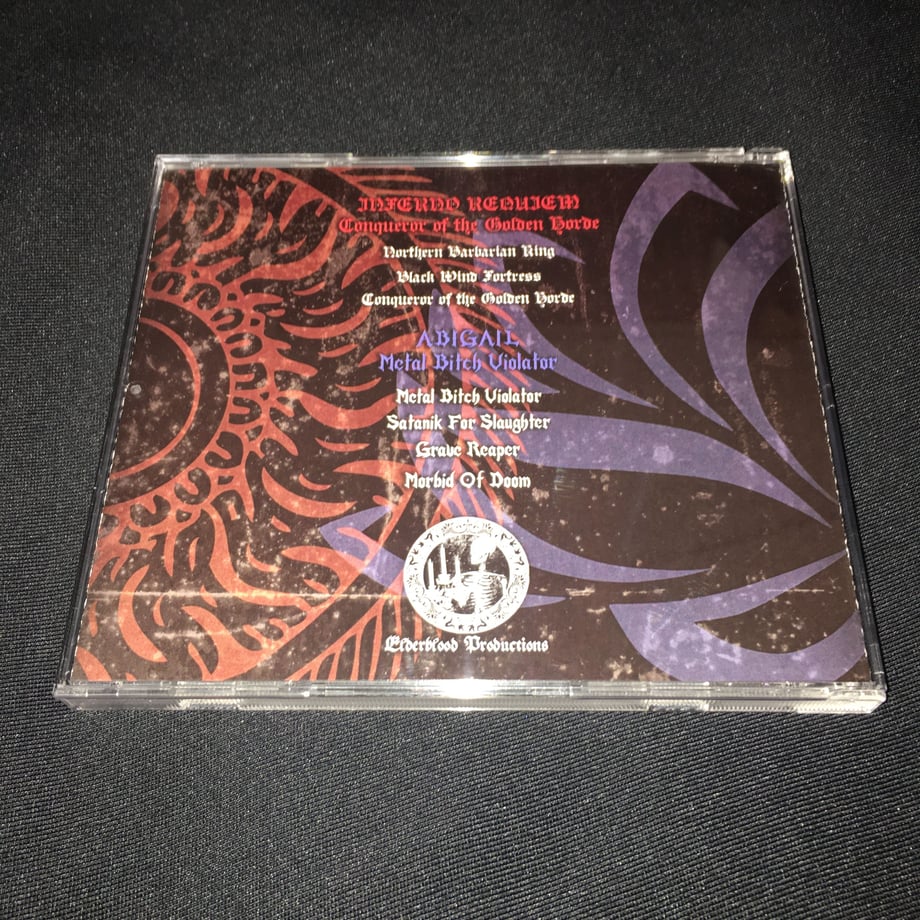 INFERNO REQUIEM
Conqueror of the Golden Horde
Northern Barbarian King
Black Wind Fortress
Conqueror of the Golden Horde
ABIGAIL
Metal Bitch Violator
Metal Bitch Violator
Satanik For Slaughter
Grave Reaper
Morbid Of Doom
Elderblood Productions